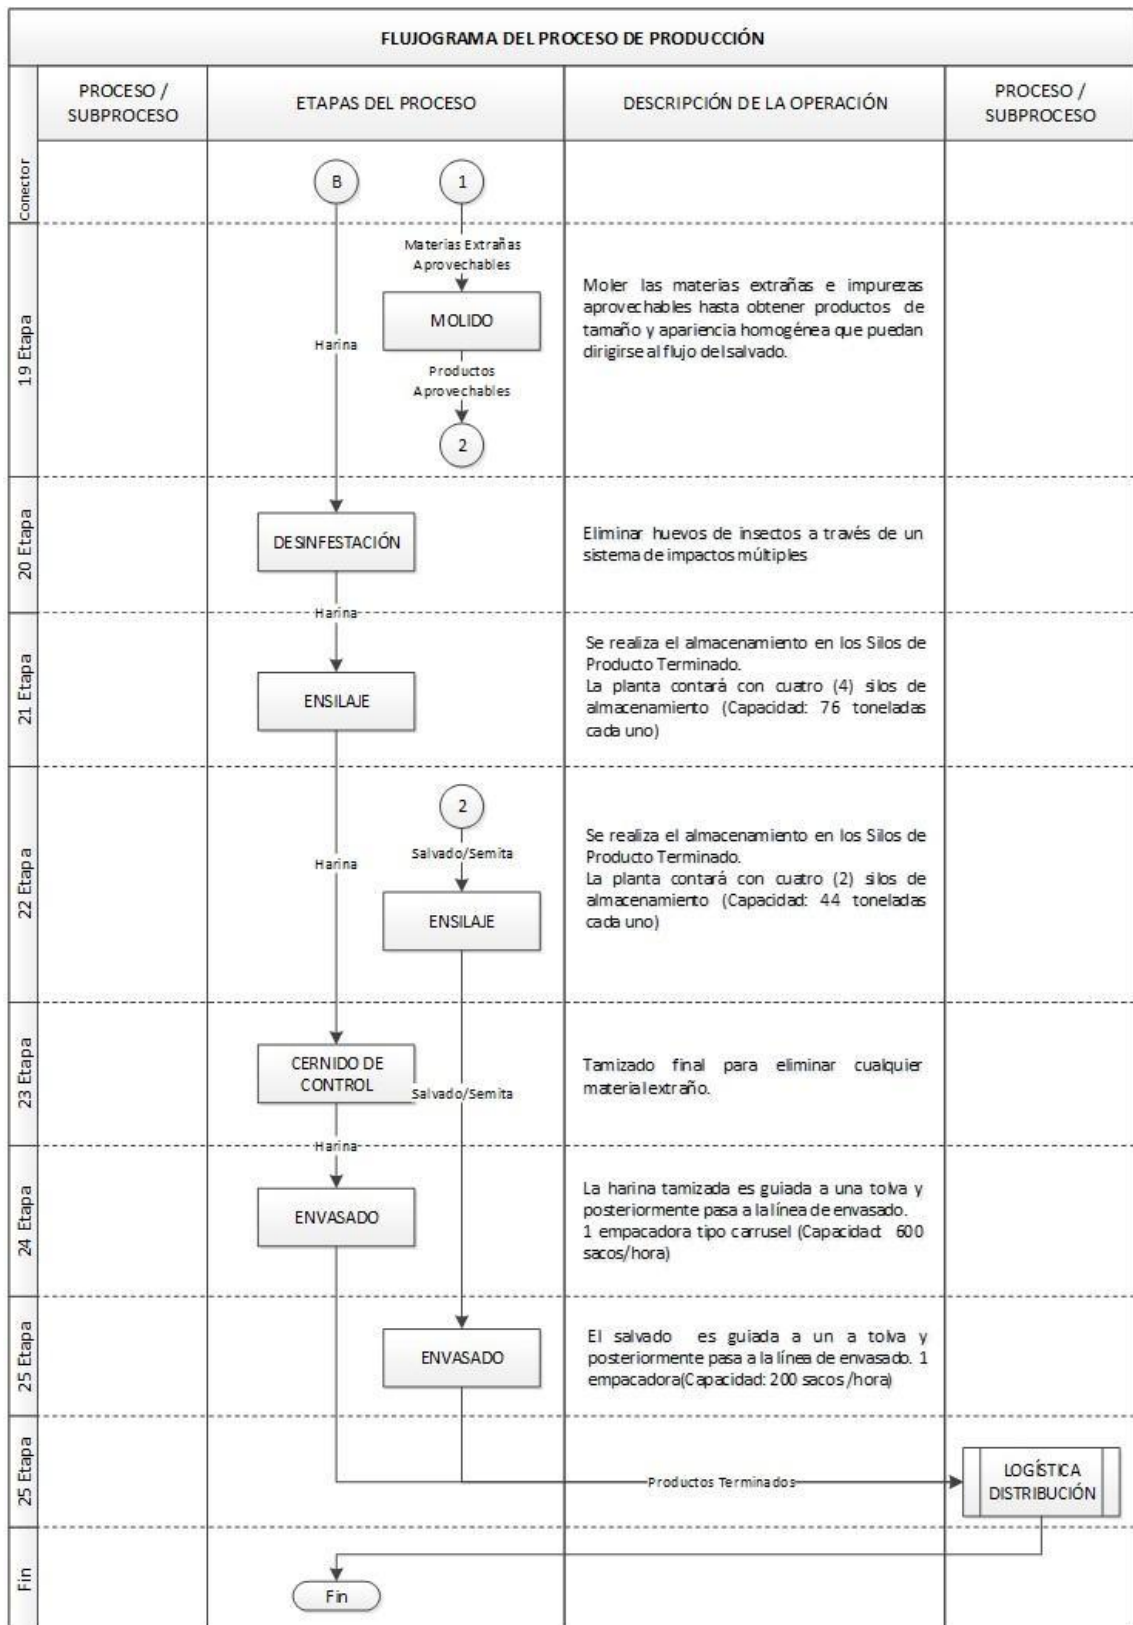 FLUJOGRAMA DEL PROCESO DE PRODUCCIÓN
PROCESO /
SUBPROCESO
ETAPAS DEL PROCESO
DESCRIPCIÓN DE LA OPERACIÓN
PROCESO /
SUBPROCESO
Conector
B
1
19 Etapa
Materias Extrañas
Aprovechables
MOLIDO
Harina
Productos
Aprovechables
2
Moler las materias extrañas e impurezas
aprovechables hasta obtener productos de
tamaño y apariencia homogénea que puedan
dirigirse al flujo del salvado.
20 Etapa
DESINFESTACIÓN
Eliminar huevos de insectos a través de un
sistema de impactos múltiples
Harina
21 Etapa
ENSILAJE
Se realiza el almacenamiento en los Silos de
Producto Terminado.
La planta contará con cuatro (4) silos de
almacenamiento (Capacidad: 76 toneladas
cada uno)
22 Etapa
2
Salvado/Semita
Harina
ENSILAJE
Se realiza el almacenamiento en los Silos de
Producto Terminado.
La planta contará con cuatro (2) silos de
almacenamiento (Capacidad: 44 toneladas
cada uno)
23 Etapa
CERNIDO DE
CONTROL
Salvado/Semita
Tamizado final para eliminar cualquier
material extraño.
Harina
24 Etapa
ENVASADO
La harina tamizada es guiada a una tolva y
posteriormente pasa a la línea de envasado.
1 empacadora tipo carrusel (Capacidad: 600
sacos/hora)
25 Etapa
ENVASADO
El salvado es guiada a un a tolva y
posteriormente pasa a la línea de envasado. 1
empacadora(Capacidad: 200 sacos /hora)
25 Etapa
Productos Terminados
LOGÍSTICA
DISTRIBUCIÓN
Fin
Fin